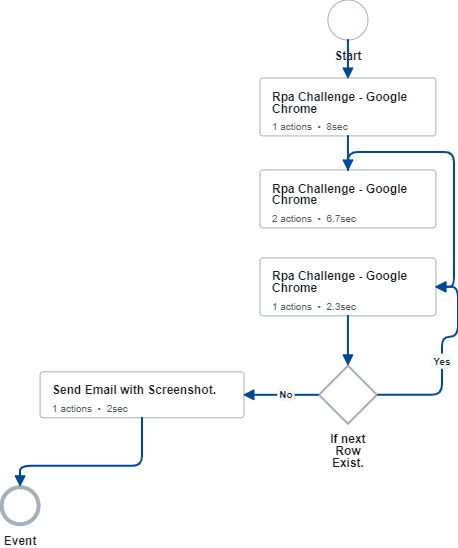 Start
Rpa Challenge - Google
Chrome
1 actions • 8sec
Rpa Challenge - Google
Chrome
2 actions • 6.7sec
Rpa Challenge - Google
Chrome
1 actions • 2.3sec
Yes
No
Send Email with Screenshot.
1 actions • 2sec
If next
Row
Exist.
Event